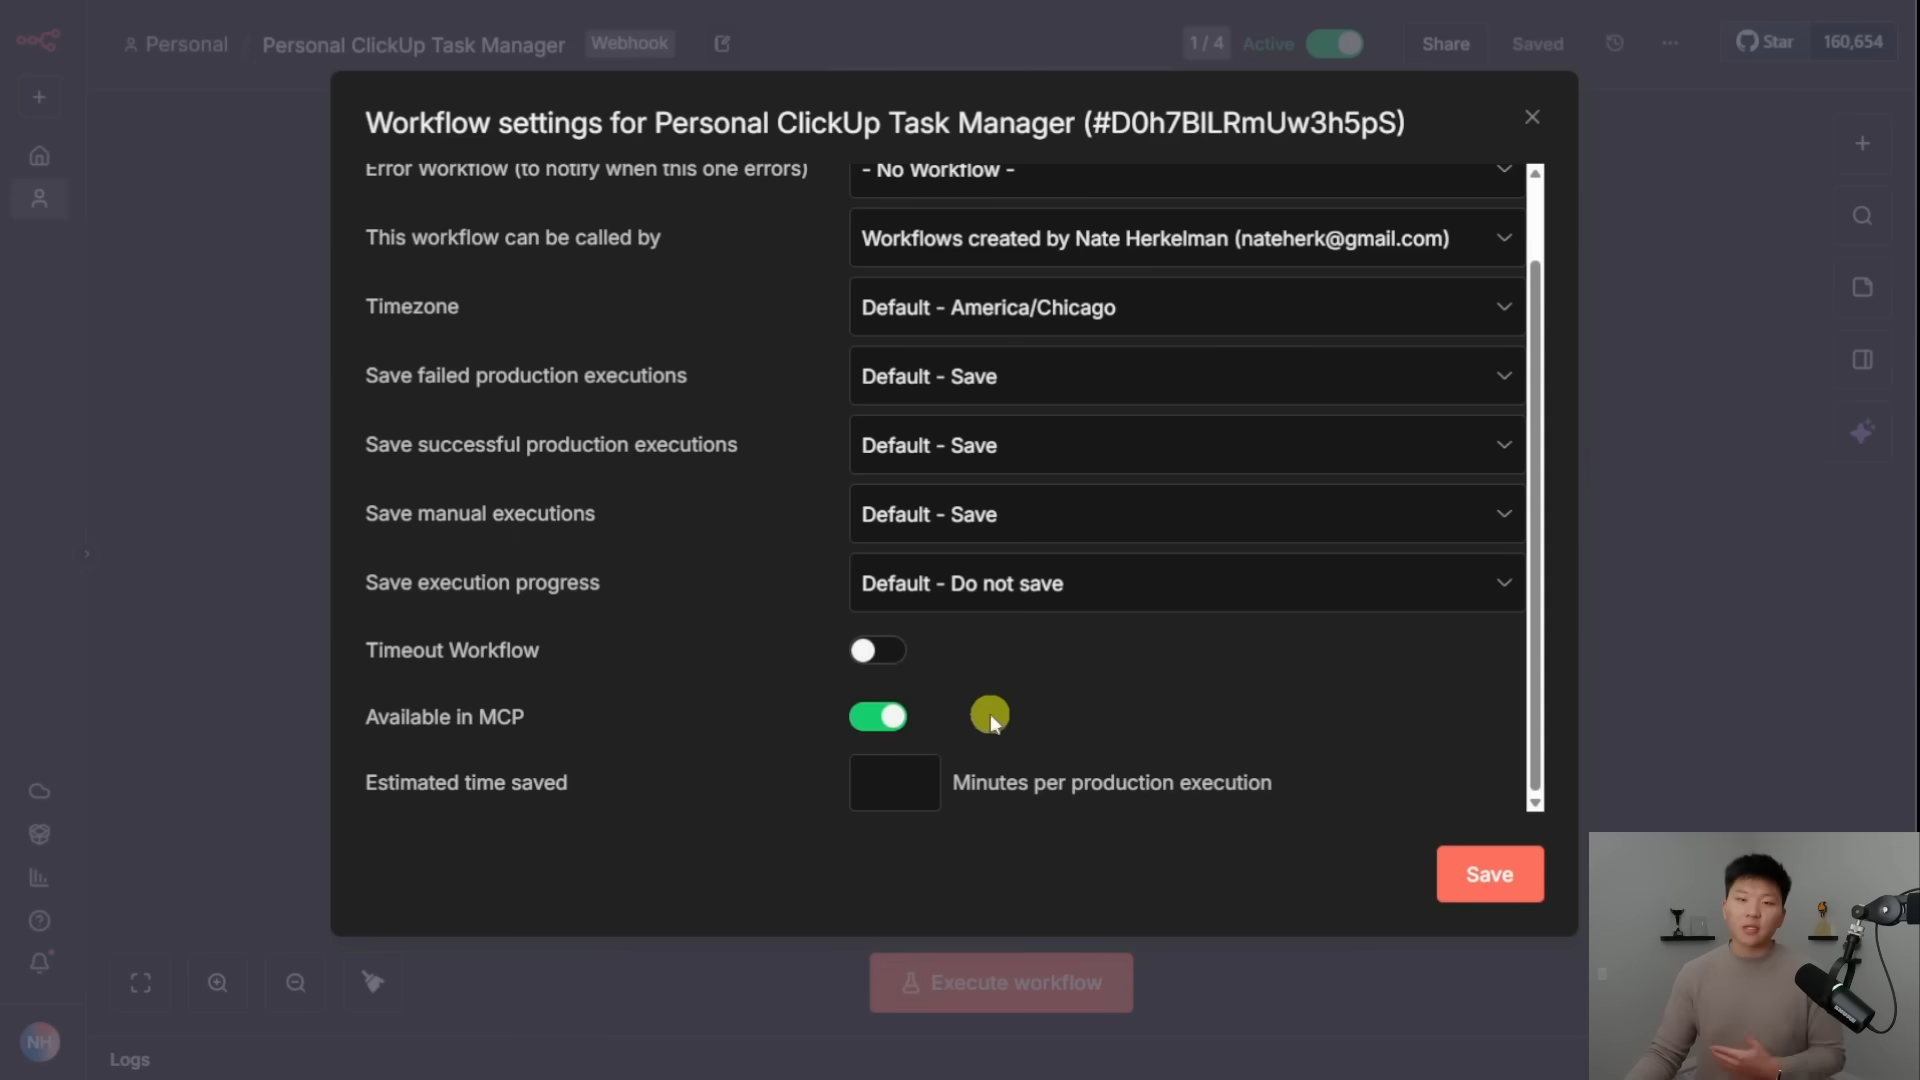 Personal
Personal ClickUp Task Manager
Webhook
1 / 4
Active
Share
Saved
Star
160,654
Workflow settings for Personal ClickUp Task Manager (#D0h7BlLRmUw3h5pS)
Error Workflow (to notify when this one errors)
- No Workflow -
This workflow can be called by
Workflows created by Nate Herkelman (nateherk@gmail.com)
Timezone
Default - America/Chicago
Save failed production executions
Default - Save
Save successful production executions
Default - Save
Save manual executions
Default - Save
Save execution progress
Default - Do not save
Timeout Workflow
Available in MCP
Estimated time saved
Minutes per production execution
Save
Execute workflow
NH
Logs